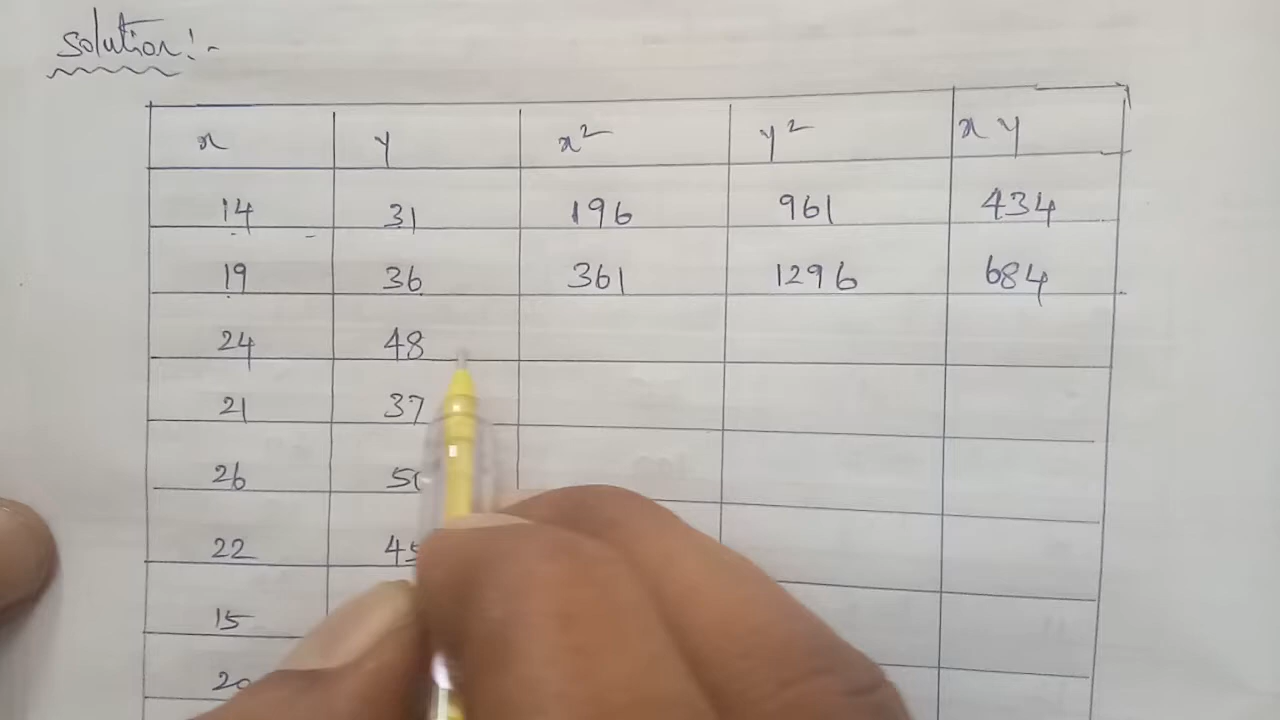 Solution:-
x y x² y² xy
14 31 196 961 434
19 36 361 1296 684
24 48
21 37
26
22
15